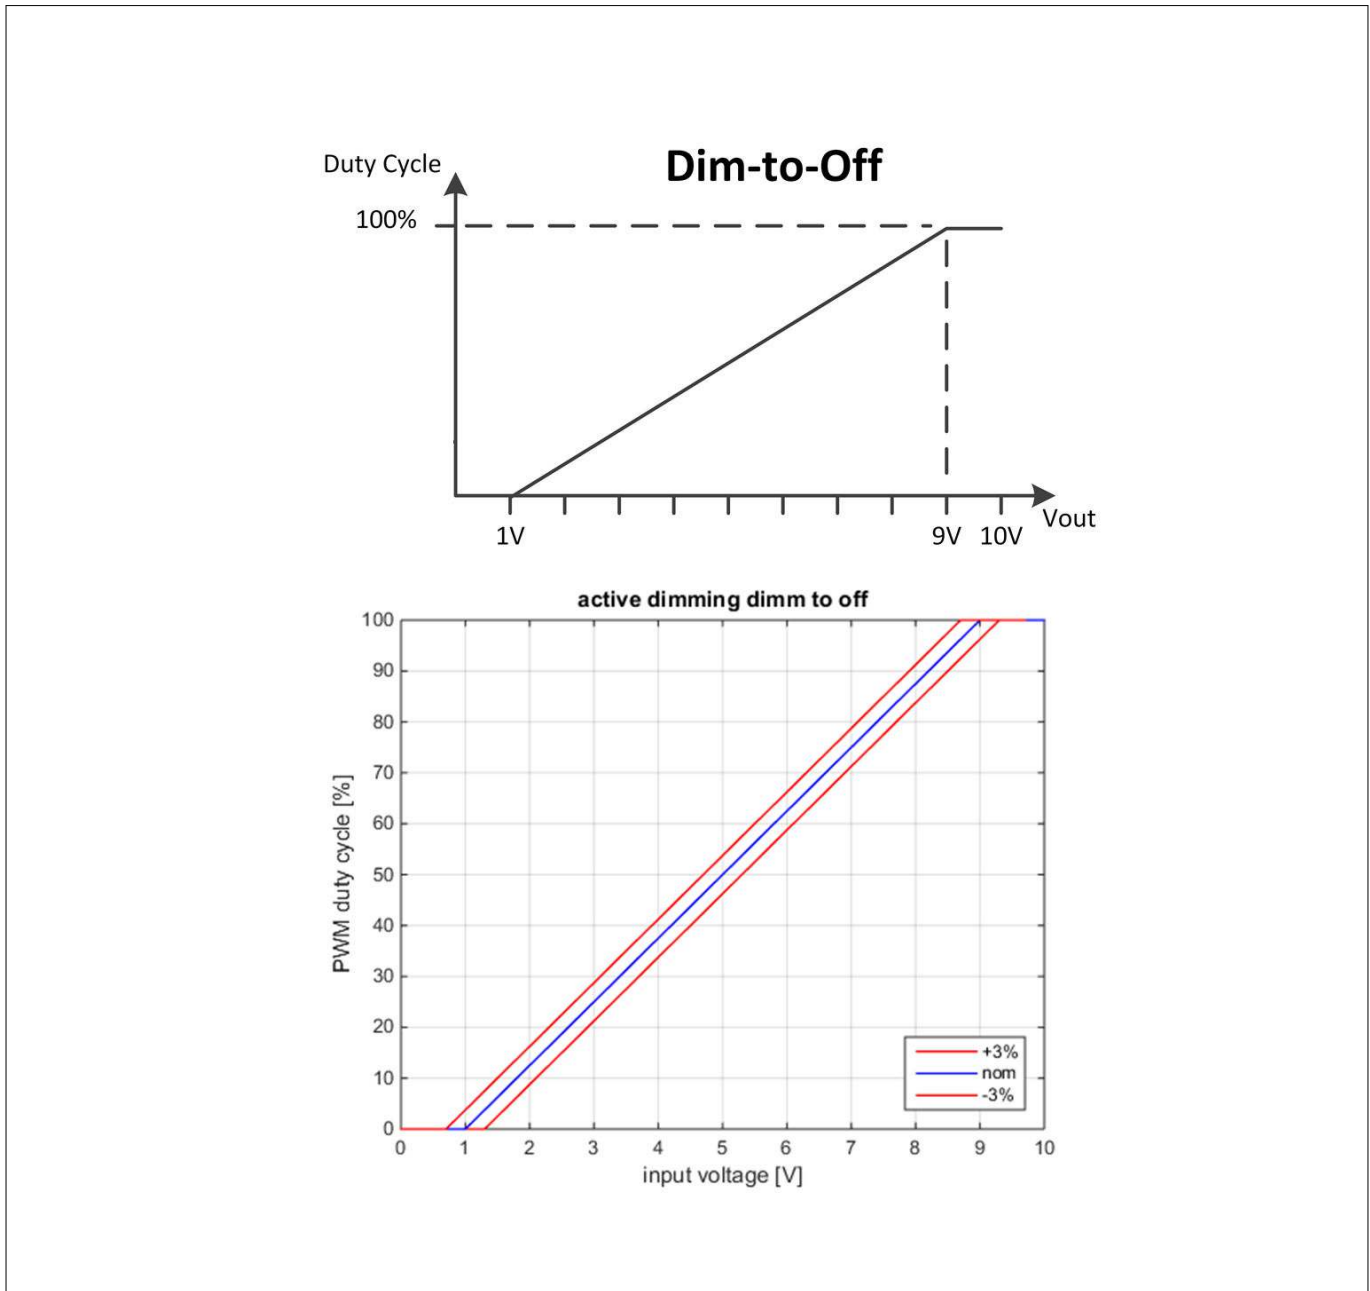 Dim-to-Off
Duty Cycle
100%
1V
9V
10V
Vout
active dimming dimm to off
100
90
80
70
60
50
40
30
20
10
0
PWM duty cycle [%]
+3%
nom
-3%
0 1 2 3 4 5 6 7 8 9 10
input voltage [V]